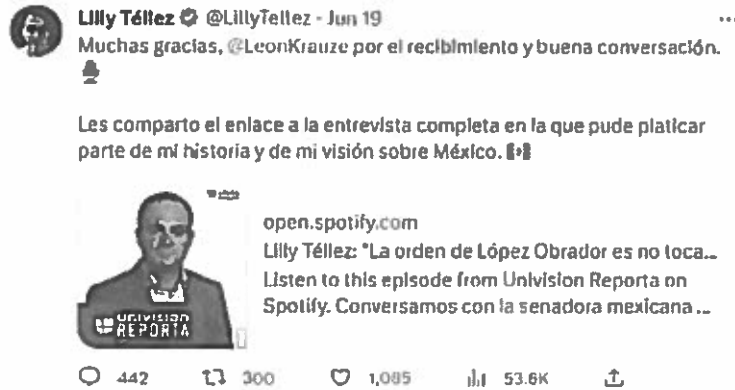 Lilly Téllez @LillyTellez · Jun 19
Muchas gracias, @LeonKrauze por el recibimiento y buena conversación.
Les comparto el enlace a la entrevista completa en la que pude platicar
parte de mi historia y de mi visión sobre México.
open.spotify.com
Lilly Téllez: "La orden de López Obrador es no toca...
Listen to this episode from Univision Reporta on
Spotify. Conversamos con la senadora mexicana ...
UNIVISION
REPORTA
442 300 1,085 53.6K